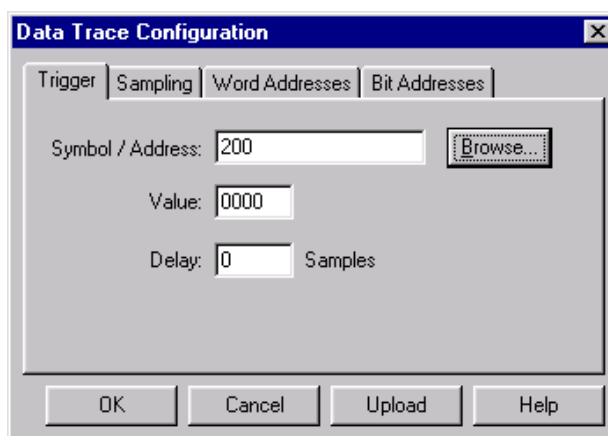 Data Trace Configuration
Trigger Sampling Word Addresses Bit Addresses
Symbol / Address: 200 Browse...
Value: 0000
Delay: 0 Samples
OK Cancel Upload Help